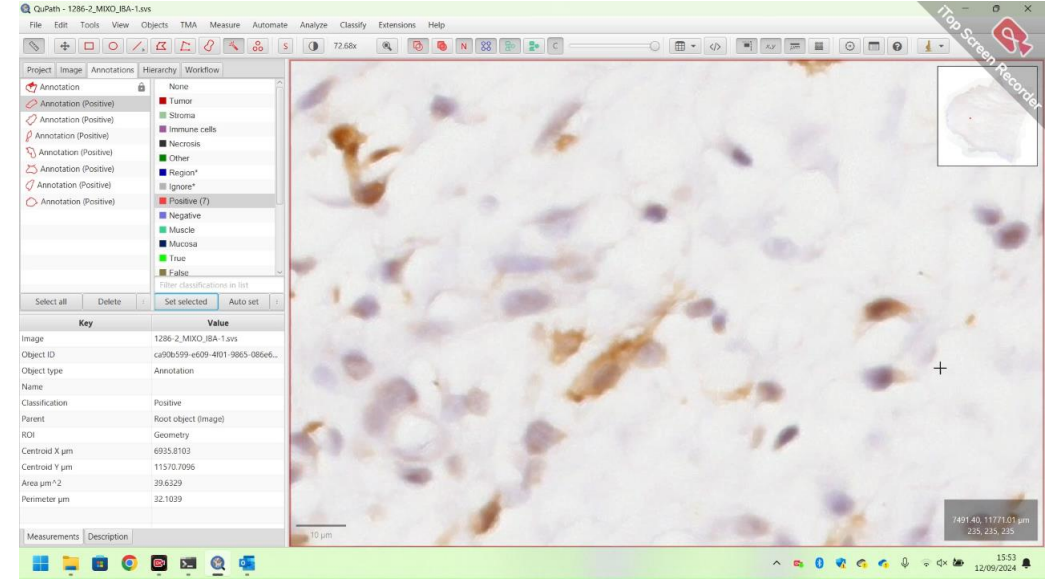 QuPath - 1286-2_MIXO_IBA-1.svs
File Edit Tools View Objects TMA Measure Automate Analyze Classify Extensions Help
S 72.68x N C </>
iTop Screen Recorder
Project Image Annotations Hierarchy Workflow
Annotation
Annotation (Positive)
Annotation (Positive)
Annotation (Positive)
Annotation (Positive)
Annotation (Positive)
Annotation (Positive)
Annotation (Positive)
None
Tumor
Stroma
Immune cells
Necrosis
Other
Region*
Ignore*
Positive (7)
Negative
Muscle
Mucosa
True
False
Filter classifications in list
Select all Delete Set selected Auto set
Key Value
Image 1286-2_MIXO_IBA-1.svs
Object ID ca90b599-e609-4f01-9865-086e6...
Object type Annotation
Name
Classification Positive
Parent Root object (Image)
ROI Geometry
Centroid X µm 6935.8103
Centroid Y µm 11570.7096
Area µm^2 39.6329
Perimeter µm 32.1039
Measurements Description
10 µm
7491.40, 11771.01 µm
235, 235, 235
15:53
12/09/2024